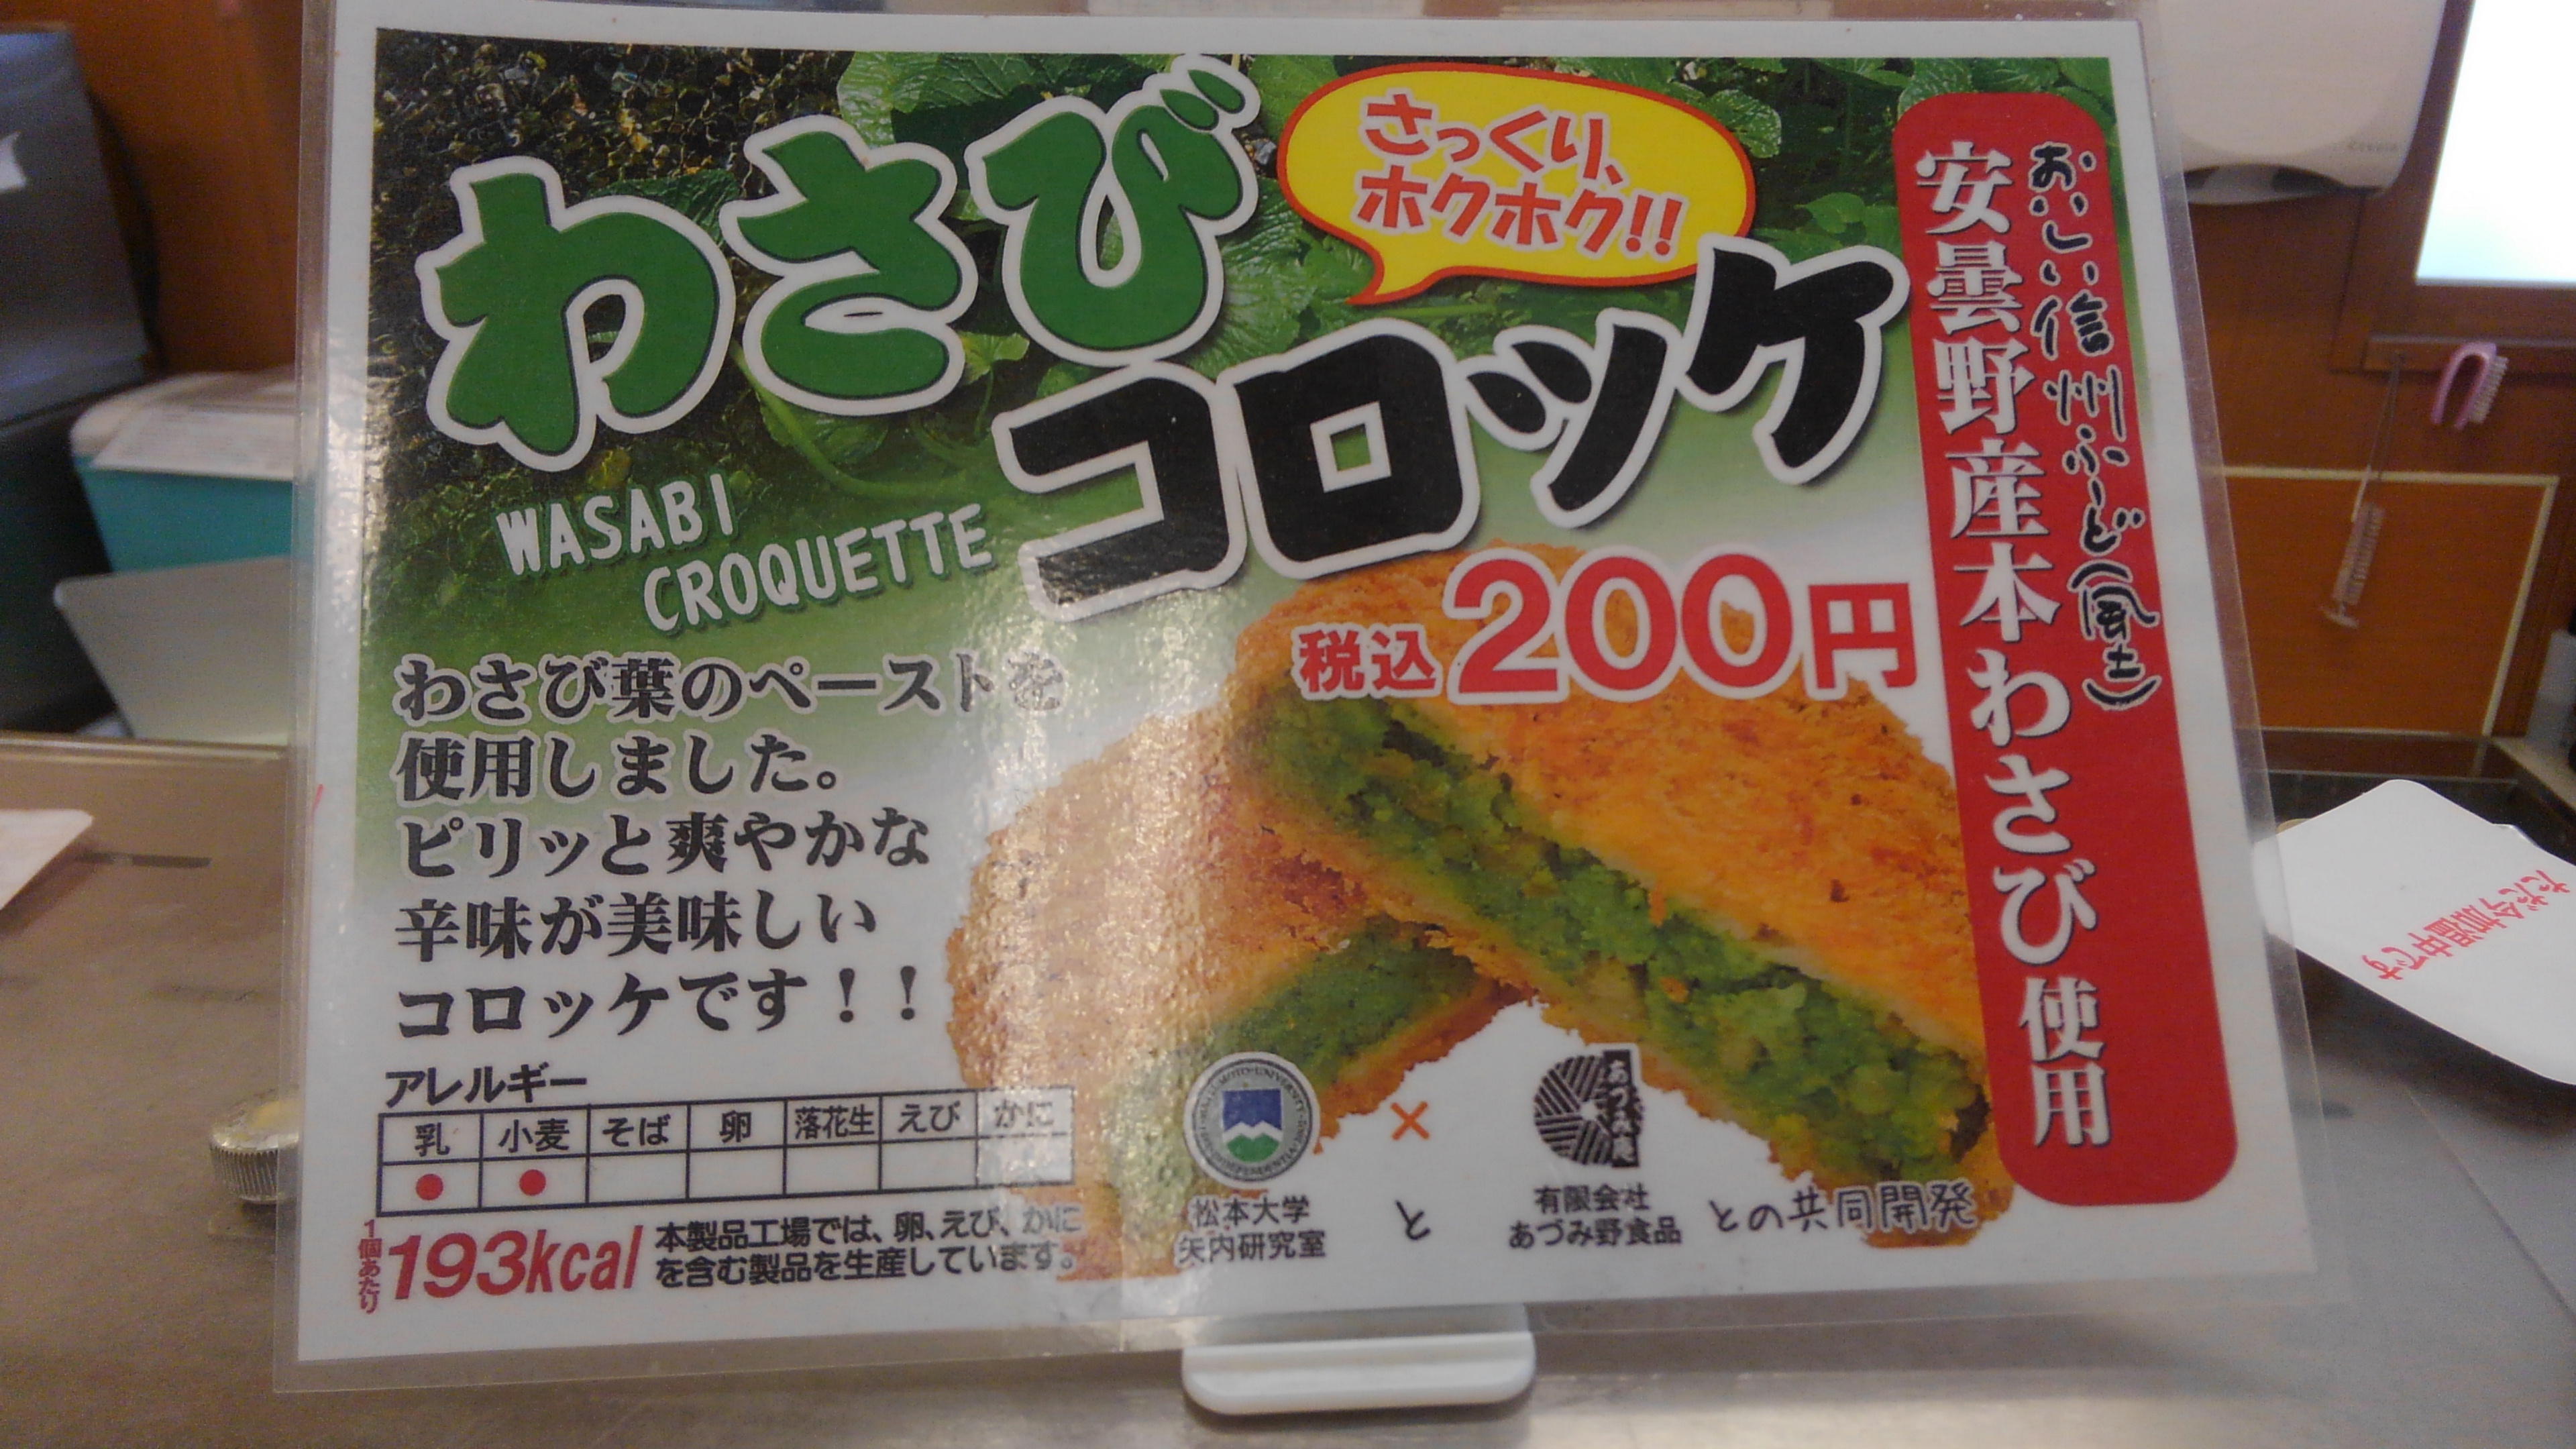 わさび
コロッケ
さっくり、
ホクホク!!
WASABI
CROQUETTE
おいしい信州ふーど(風土)
安曇野産本わさび使用
税込200円
わさび葉のペーストを
使用しました。
ピリッと爽やかな
辛味が美味しい
コロッケです！！
アレルギー
乳 小麦 そば 卵 落花生 えび かに
● ●
1個あたり
193kcal
本製品工場では、卵、えび、かに
を含む製品を生産しています。
松本大学
矢内研究室
×
と
有限会社
あづみ野食品
との共同開発
ただ今加温中です